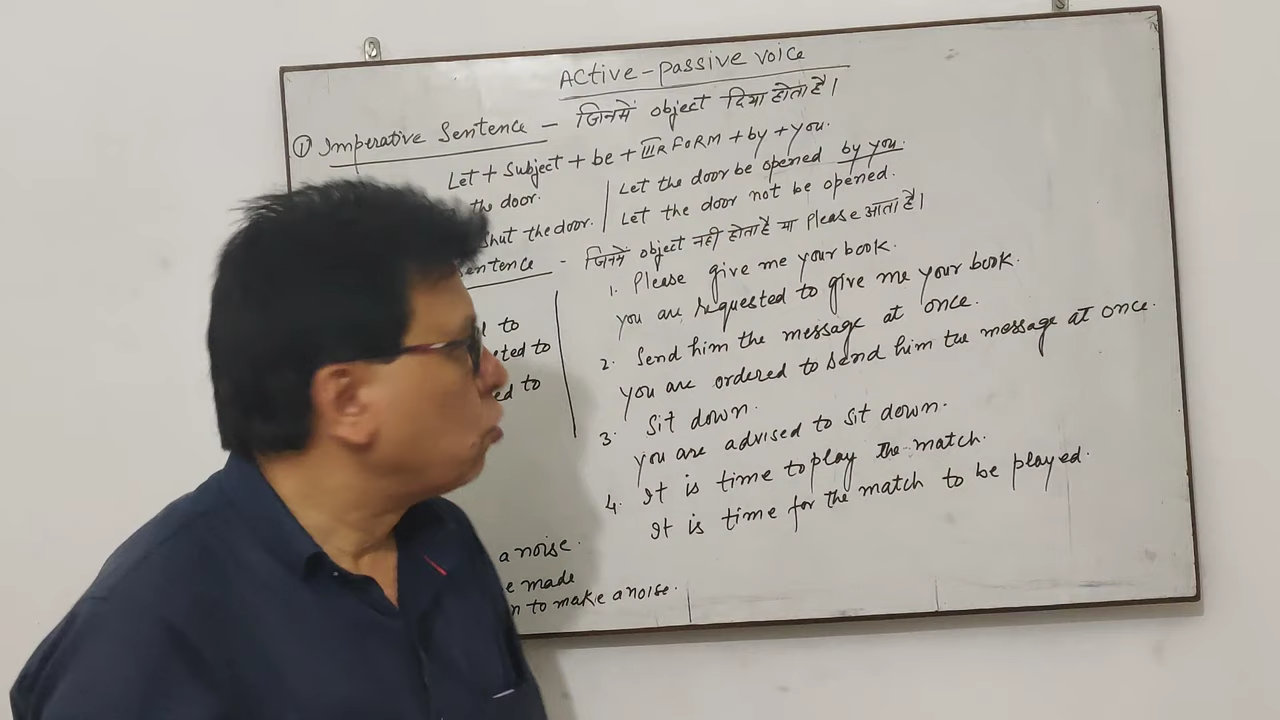 Active-passive voice
① Imperative Sentence - जिनमें object दिया होता है।
Let + Subject + be + III R FORM + by + you.
the door. | Let the door be opened by you.
shut the door. | Let the door not be opened.
sentence - जिनमें object नही होता है या Please आता है।
1. Please give me your book.
you are requested to give me your book.
2. Send him the message at once.
you are ordered to send him the message at once.
3. Sit down.
you are advised to sit down.
4. It is time to play the match.
It is time for the match to be played.
to
to
ed to
a noise.
made
to make a noise.